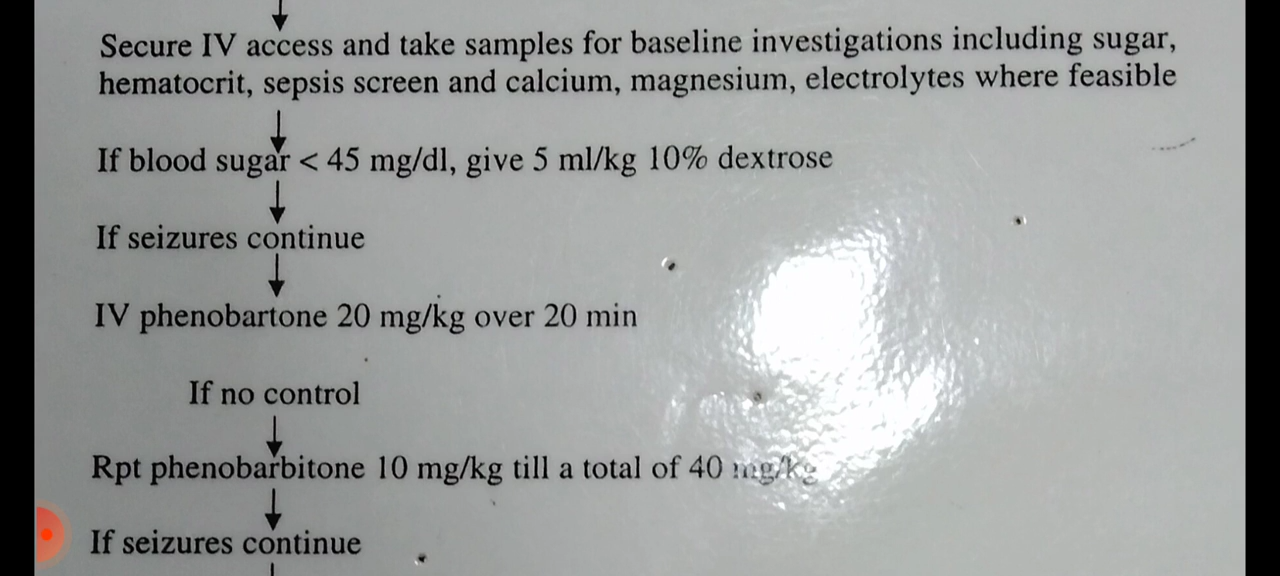 Secure IV access and take samples for baseline investigations including sugar,
hematocrit, sepsis screen and calcium, magnesium, electrolytes where feasible
If blood sugar < 45 mg/dl, give 5 ml/kg 10% dextrose
If seizures continue
IV phenobartone 20 mg/kg over 20 min
If no control
Rpt phenobarbitone 10 mg/kg till a total of 40 mg/kg
If seizures continue